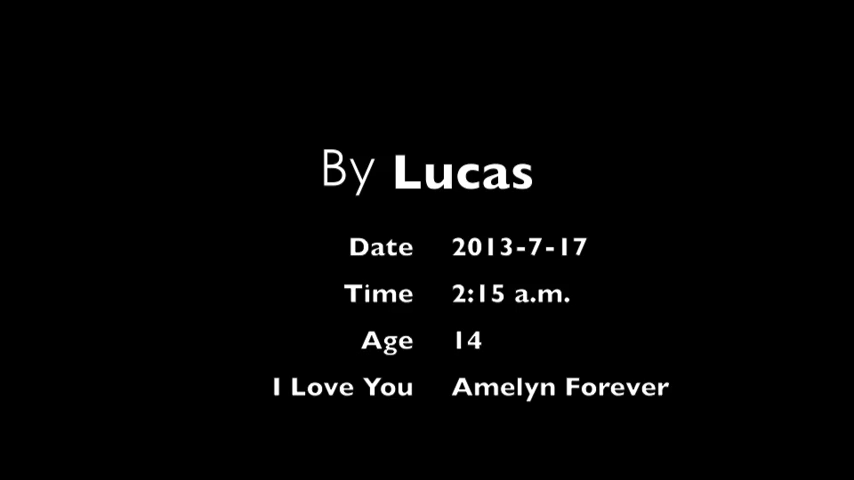 By Lucas
Date 2013-7-17
Time 2:15 a.m.
Age 14
I Love You Amelyn Forever